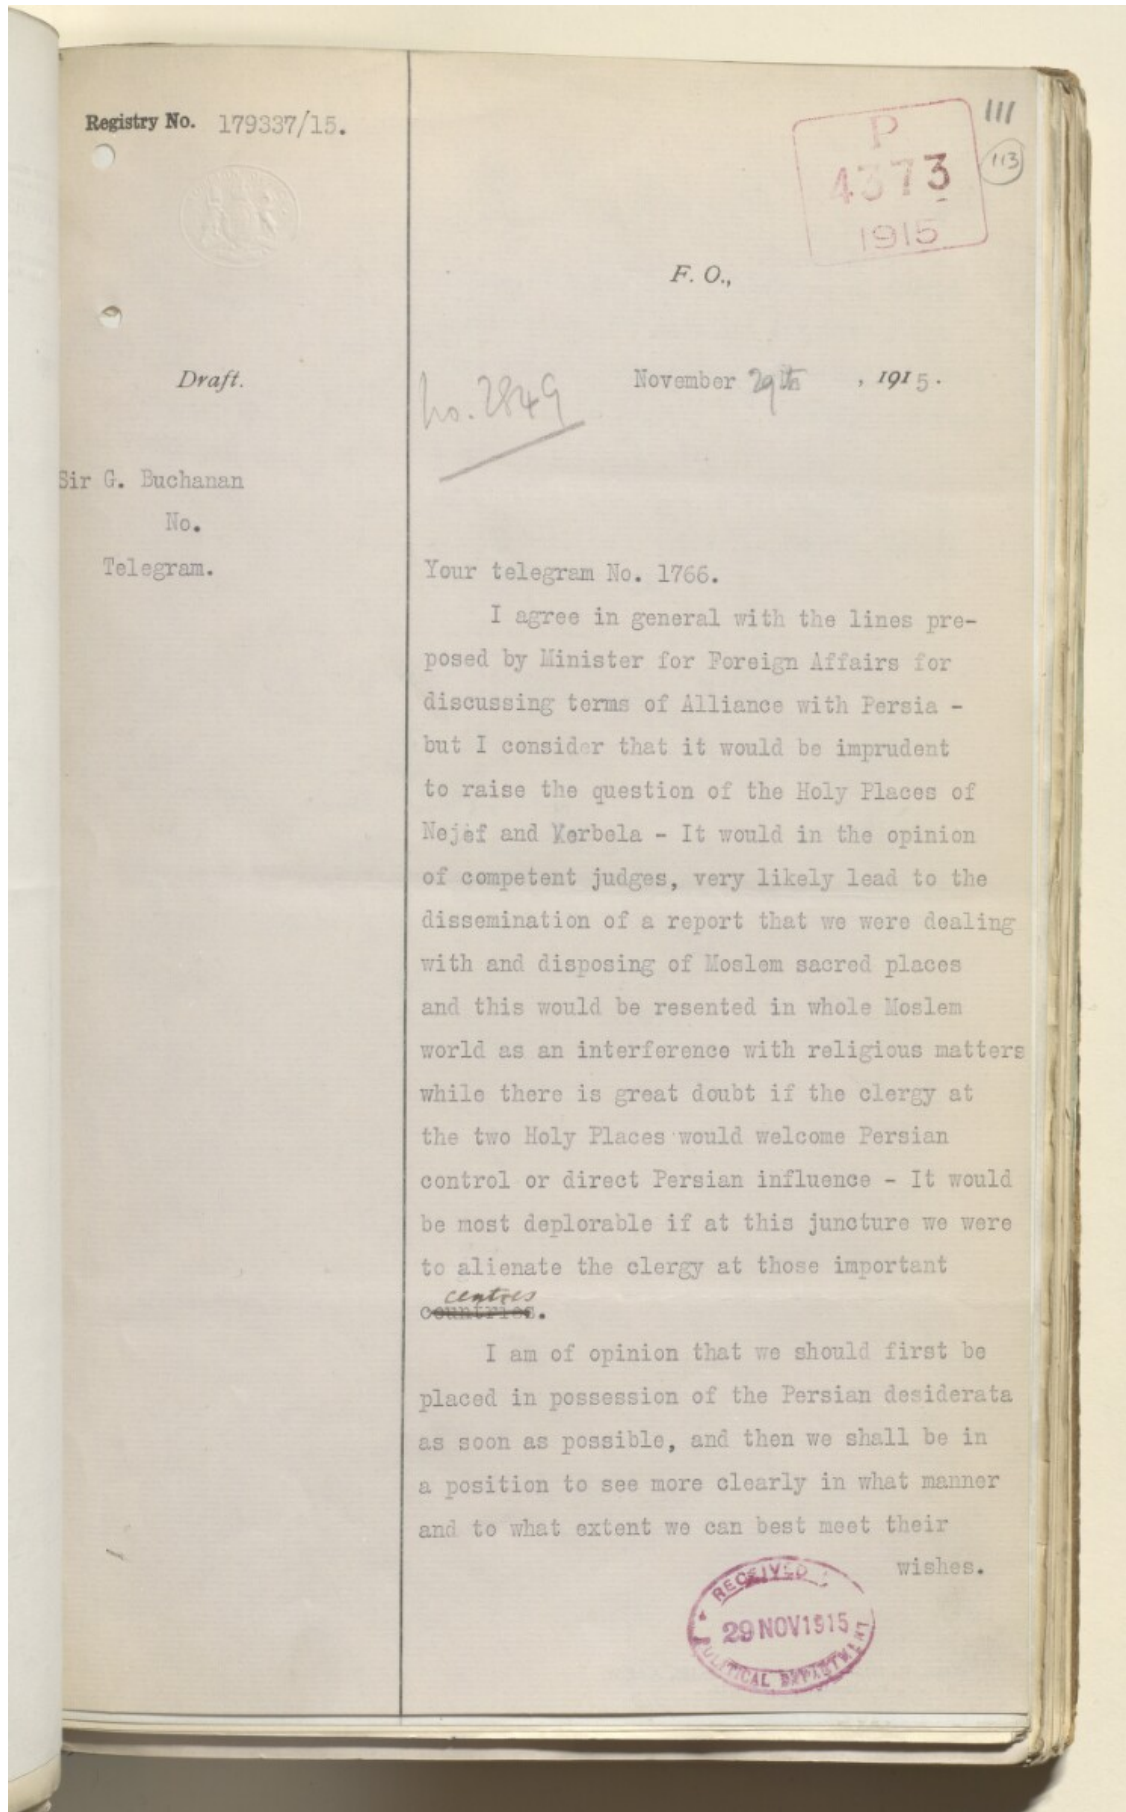 Registry No. 179337/15.
111
113
P
4373
1915
F. O.,
Draft.
No. 2849
November 29th , 1915.
Sir G. Buchanan
No.
Telegram.
Your telegram No. 1766.
I agree in general with the lines pre-
posed by Minister for Foreign Affairs for
discussing terms of Alliance with Persia -
but I consider that it would be imprudent
to raise the question of the Holy Places of
Nejef and Kerbela - It would in the opinion
of competent judges, very likely lead to the
dissemination of a report that we were dealing
with and disposing of Moslem sacred places
and this would be resented in whole Moslem
world as an interference with religious matters
while there is great doubt if the clergy at
the two Holy Places would welcome Persian
control or direct Persian influence - It would
be most deplorable if at this juncture we were
to alienate the clergy at those important
centres
countries.
I am of opinion that we should first be
placed in possession of the Persian desiderata
as soon as possible, and then we shall be in
a position to see more clearly in what manner
and to what extent we can best meet their
wishes.
RECEIVED
29 NOV 1915
POLITICAL DEPARTMENT